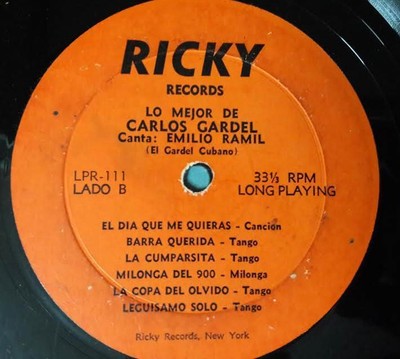 RICKY
RECORDS
LO MEJOR DE
CARLOS GARDEL
Canta: EMILIO RAMIL
(El Gardel Cubano)
LPR-111
LADO B
33⅓ RPM
LONG PLAYING
EL DIA QUE ME QUIERAS - Canción
BARRA QUERIDA - Tango
LA CUMPARSITA - Tango
MILONGA DEL 900 - Milonga
LA COPA DEL OLVIDO - Tango
LEGUISAMO SOLO - Tango
Ricky Records, New York